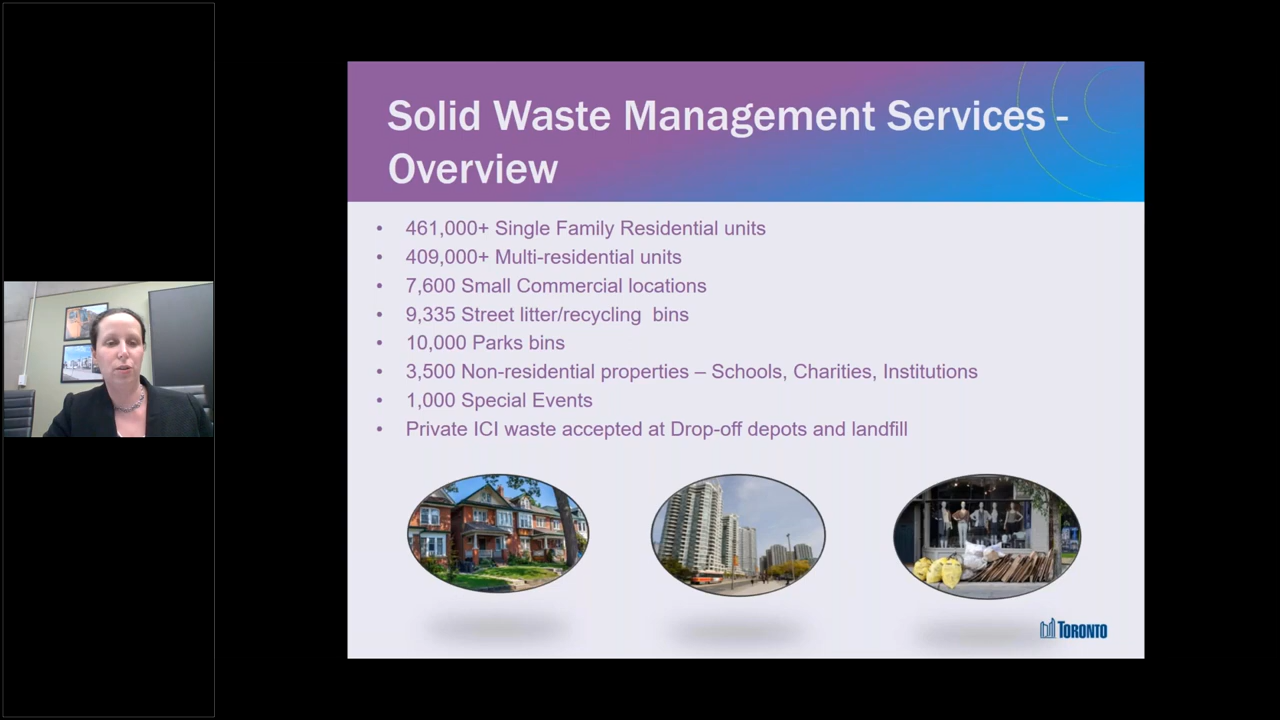 Solid Waste Management Services -
Overview
• 461,000+ Single Family Residential units
• 409,000+ Multi-residential units
• 7,600 Small Commercial locations
• 9,335 Street litter/recycling bins
• 10,000 Parks bins
• 3,500 Non-residential properties – Schools, Charities, Institutions
• 1,000 Special Events
• Private ICI waste accepted at Drop-off depots and landfill
TORONTO